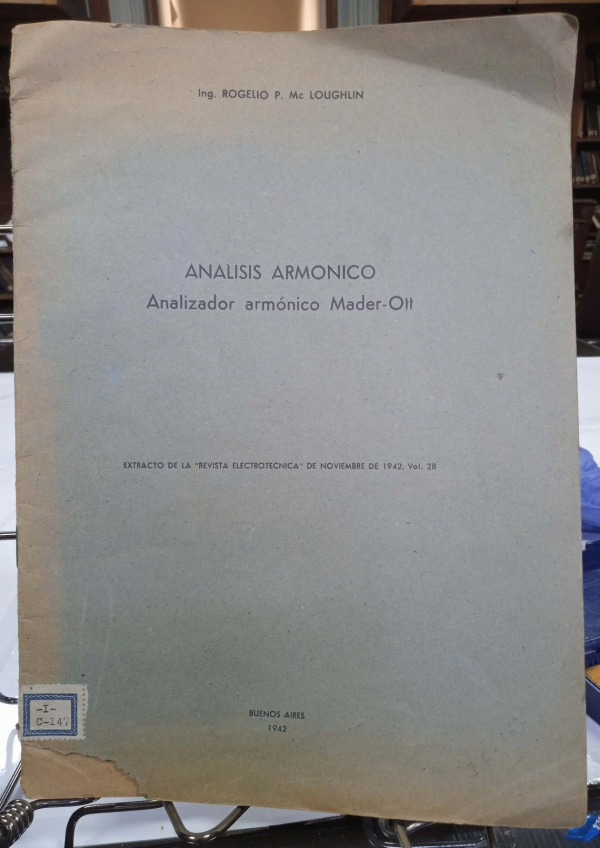 Ing. ROGELIO P. Mc LOUGHLIN
ANALISIS ARMONICO
Analizador armónico Mader-Ott
EXTRACTO DE LA "REVISTA ELECTROTECNICA" DE NOVIEMBRE DE 1942, Vol. 28
BUENOS AIRES
1942
-I-
C-147